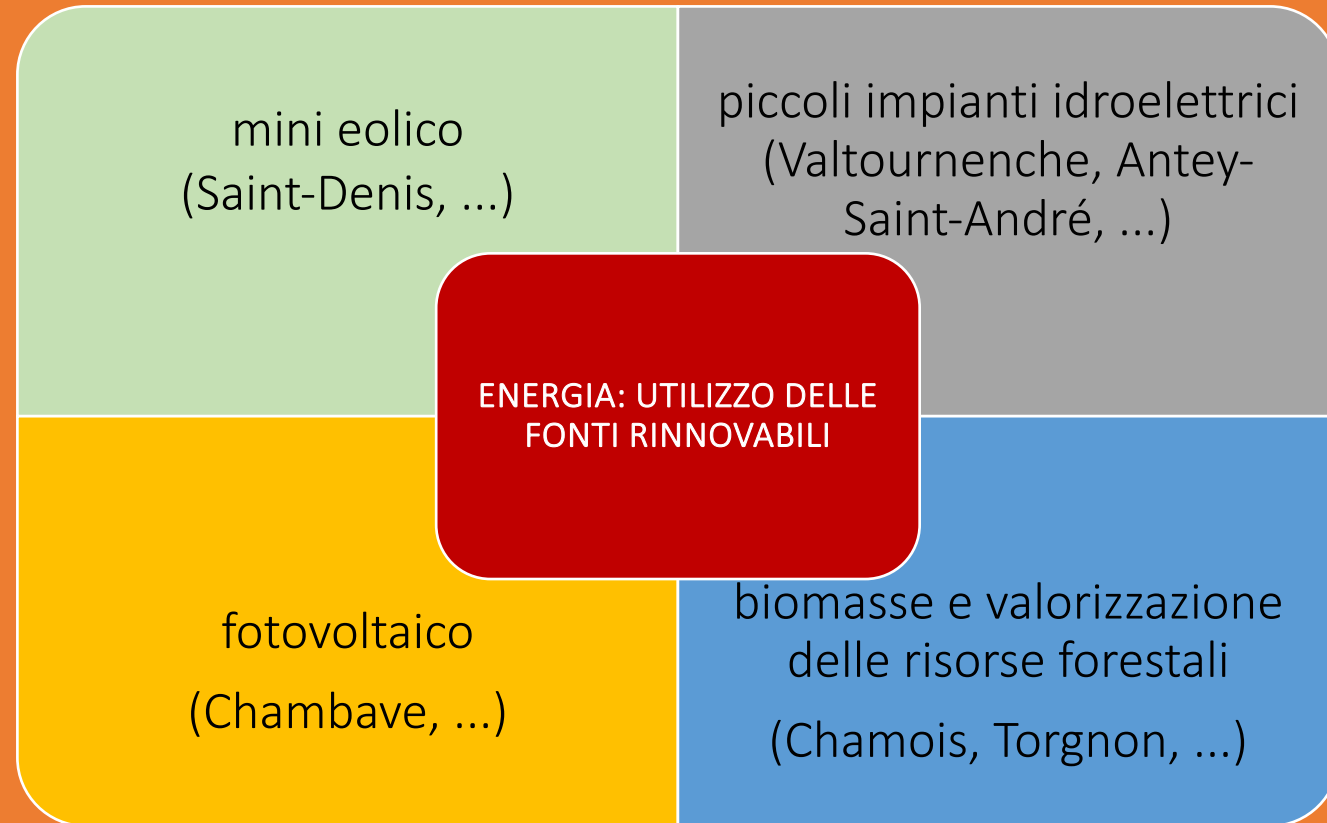 mini eolico
(Saint-Denis, ...)
piccoli impianti idroelettrici
(Valtournenche, Antey-
Saint-André, ...)
ENERGIA: UTILIZZO DELLE
FONTI RINNOVABILI
fotovoltaico
(Chambave, ...)
biomasse e valorizzazione
delle risorse forestali
(Chamois, Torgnon, ...)